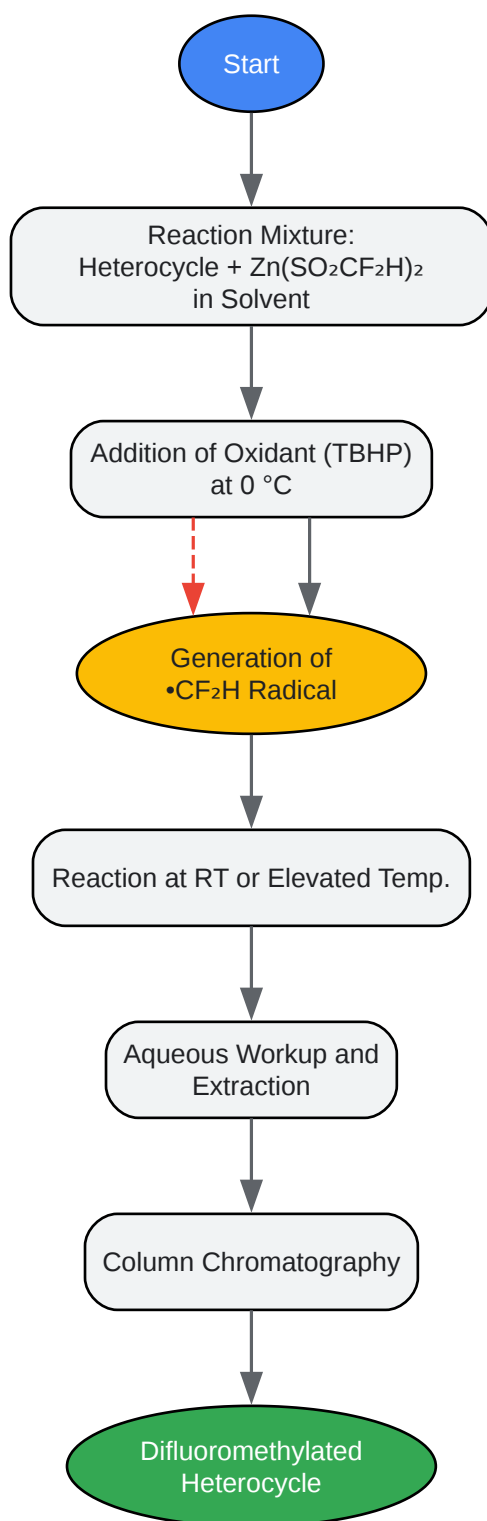 Start
Reaction Mixture:
Heterocycle + Zn(SO₂CF₂H)₂
in Solvent
Addition of Oxidant (TBHP)
at 0 °C
Generation of
•CF₂H Radical
Reaction at RT or Elevated Temp.
Aqueous Workup and
Extraction
Column Chromatography
Difluoromethylated
Heterocycle